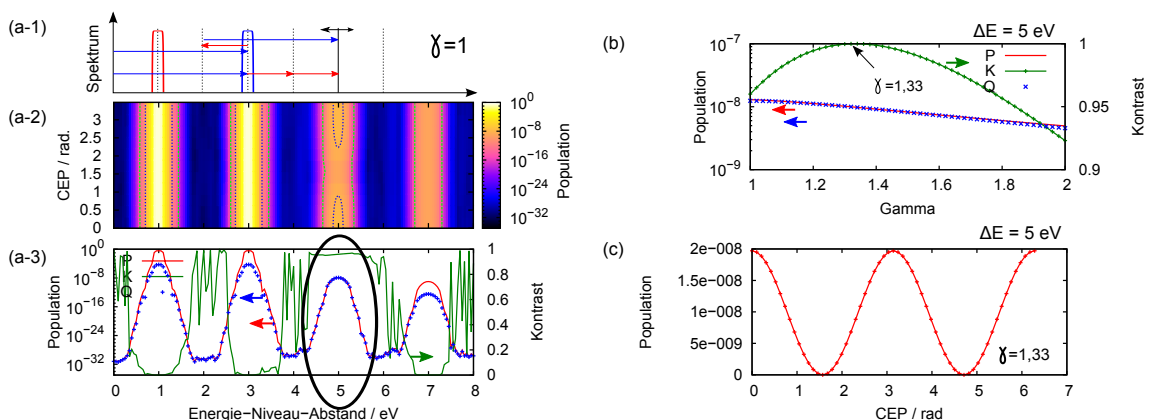 (a-1)
Spektrum
ɣ=1
(a-2)
CEP / rad.
3
2.5
2
1.5
1
0.5
0
10^0
10^-8
10^-16
10^-24
10^-32
Population
(a-3)
Population
10^0
10^-8
10^-16
10^-24
10^-32
P
K
Q
1
0.8
0.6
0.4
0.2
0
Kontrast
0 1 2 3 4 5 6 7 8
Energie−Niveau−Abstand / eV
(b)
ΔE = 5 eV
Population
10^-7
10^-8
10^-9
P
K
Q
ɣ=1,33
1
0.95
0.9
Kontrast
1 1.2 1.4 1.6 1.8 2
Gamma
(c)
ΔE = 5 eV
Population
2e−008
1.5e−008
1e−008
5e−009
0
ɣ=1,33
0 1 2 3 4 5 6 7
CEP / rad